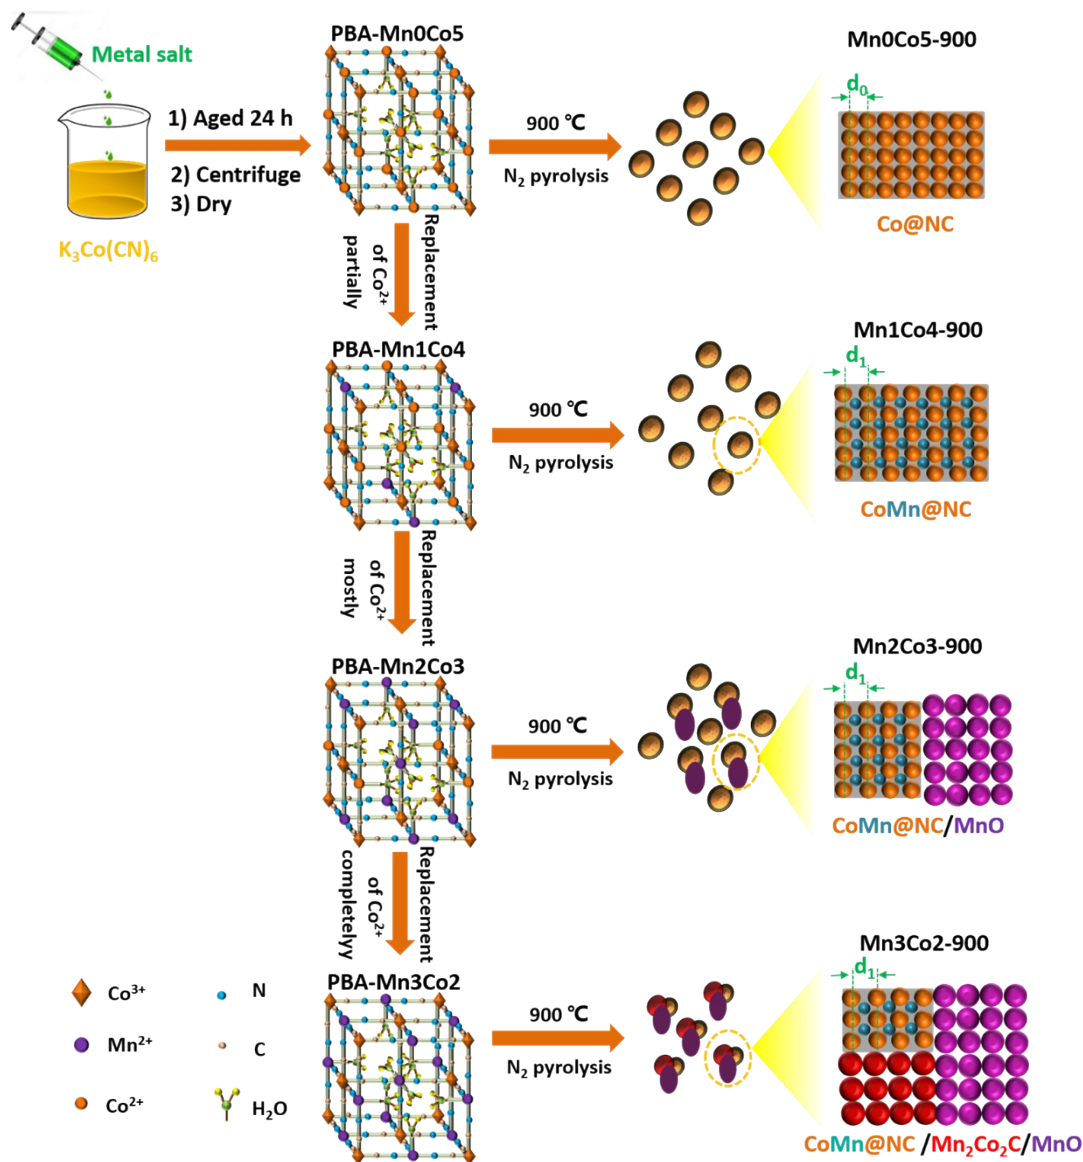 PBA-Mn0Co5
Mn0Co5-900
Metal salt
d₀
1) Aged 24 h
2) Centrifuge
3) Dry
900 ℃
N₂ pyrolysis
K₃Co(CN)₆
Co@NC
Replacement
of Co²⁺
partially
PBA-Mn1Co4
Mn1Co4-900
d₁
900 ℃
N₂ pyrolysis
CoMn@NC
Replacement
of Co²⁺
mostly
PBA-Mn2Co3
Mn2Co3-900
d₁
900 ℃
N₂ pyrolysis
CoMn@NC/MnO
Replacement
of Co²⁺
completelyy
PBA-Mn3Co2
Mn3Co2-900
d₁
900 ℃
N₂ pyrolysis
CoMn@NC /Mn₂Co₂C/MnO
Co³⁺
N
Mn²⁺
C
Co²⁺
H₂O